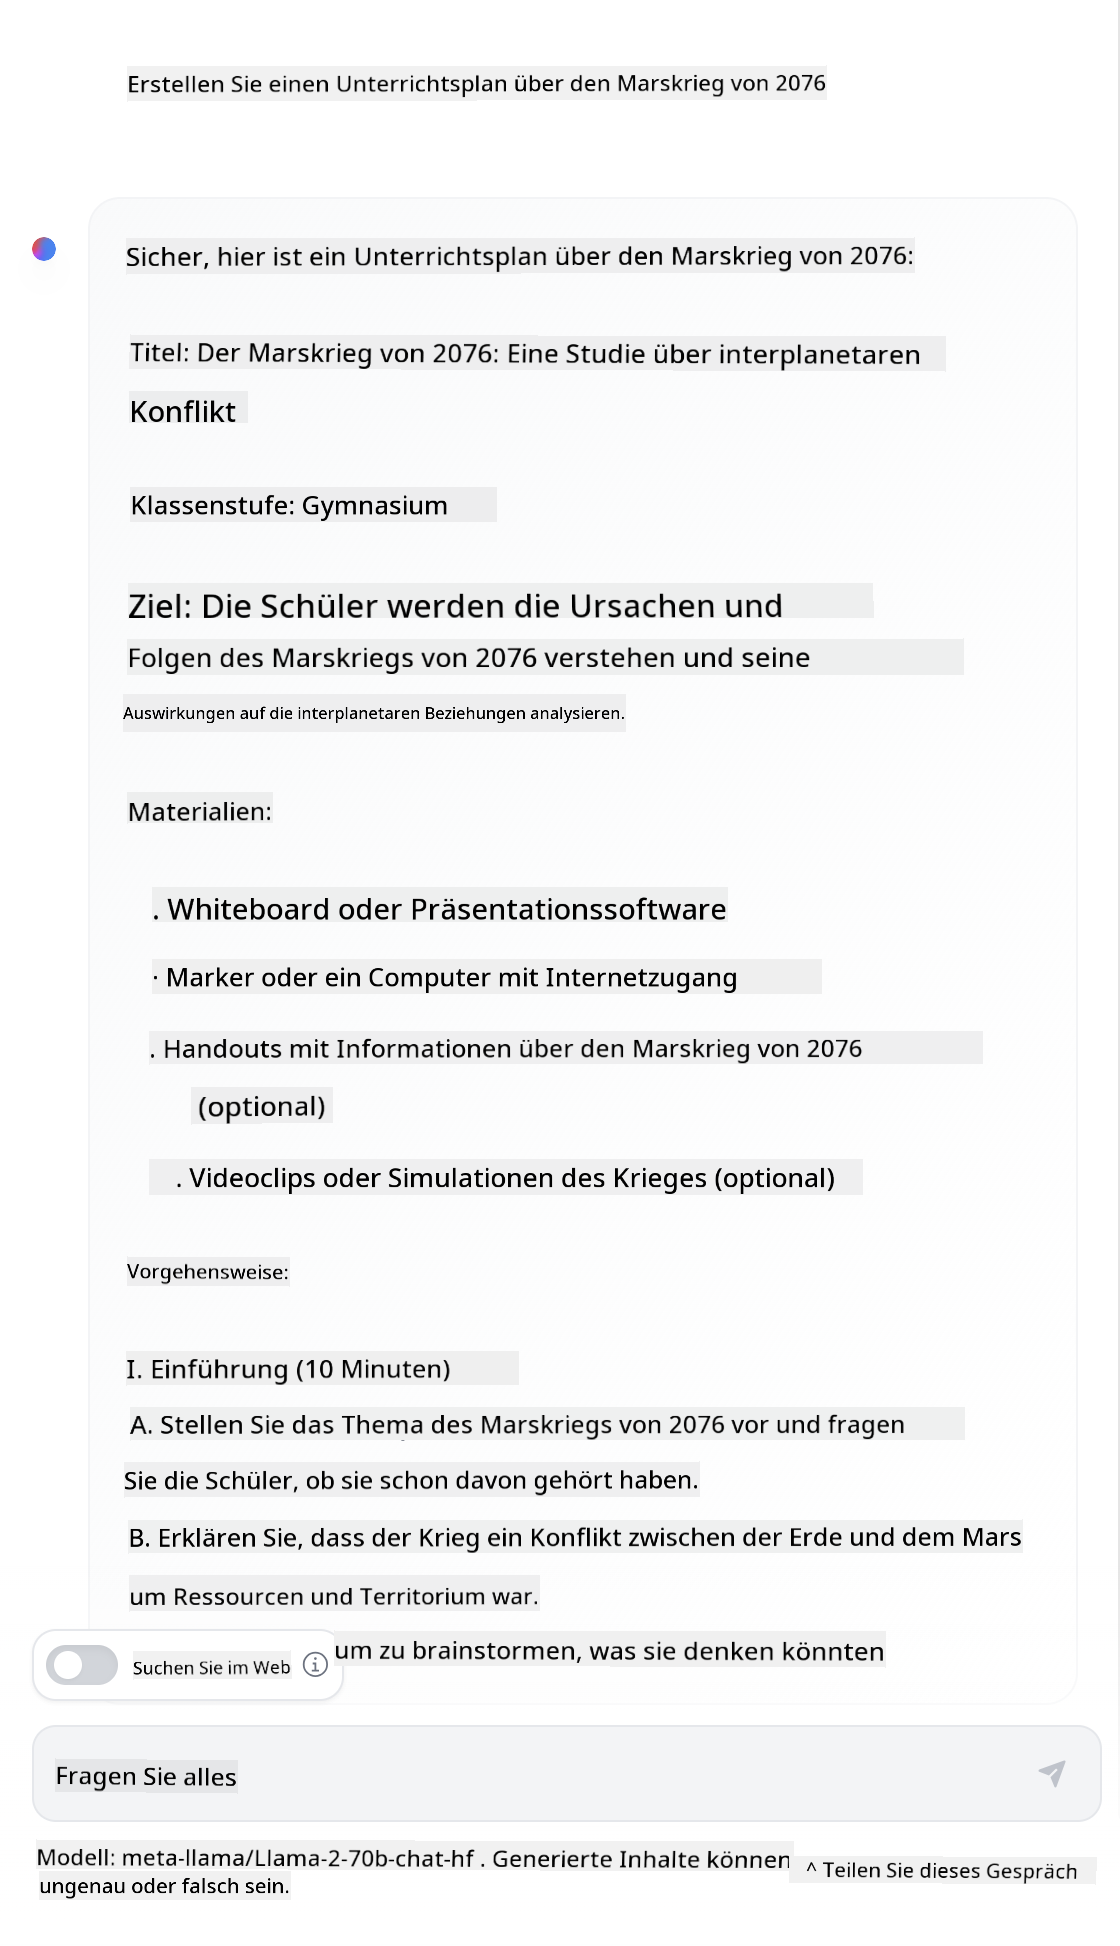 Erstellen Sie einen Unterrichtsplan über den Marskrieg von 2076
Sicher, hier ist ein Unterrichtsplan über den Marskrieg von 2076:
Titel: Der Marskrieg von 2076: Eine Studie über interplanetaren
Konflikt
Klassenstufe: Gymnasium
Ziel: Die Schüler werden die Ursachen und
Folgen des Marskriegs von 2076 verstehen und seine
Auswirkungen auf die interplanetaren Beziehungen analysieren.
Materialien:
. Whiteboard oder Präsentationssoftware
· Marker oder ein Computer mit Internetzugang
. Handouts mit Informationen über den Marskrieg von 2076
(optional)
. Videoclips oder Simulationen des Krieges (optional)
Vorgehensweise:
I. Einführung (10 Minuten)
A. Stellen Sie das Thema des Marskriegs von 2076 vor und fragen
Sie die Schüler, ob sie schon davon gehört haben.
B. Erklären Sie, dass der Krieg ein Konflikt zwischen der Erde und dem Mars
um Ressourcen und Territorium war.
um zu brainstormen, was sie denken könnten
Suchen Sie im Web
Fragen Sie alles
Modell: meta-llama/Llama-2-70b-chat-hf . Generierte Inhalte können
ungenau oder falsch sein.
^ Teilen Sie dieses Gespräch